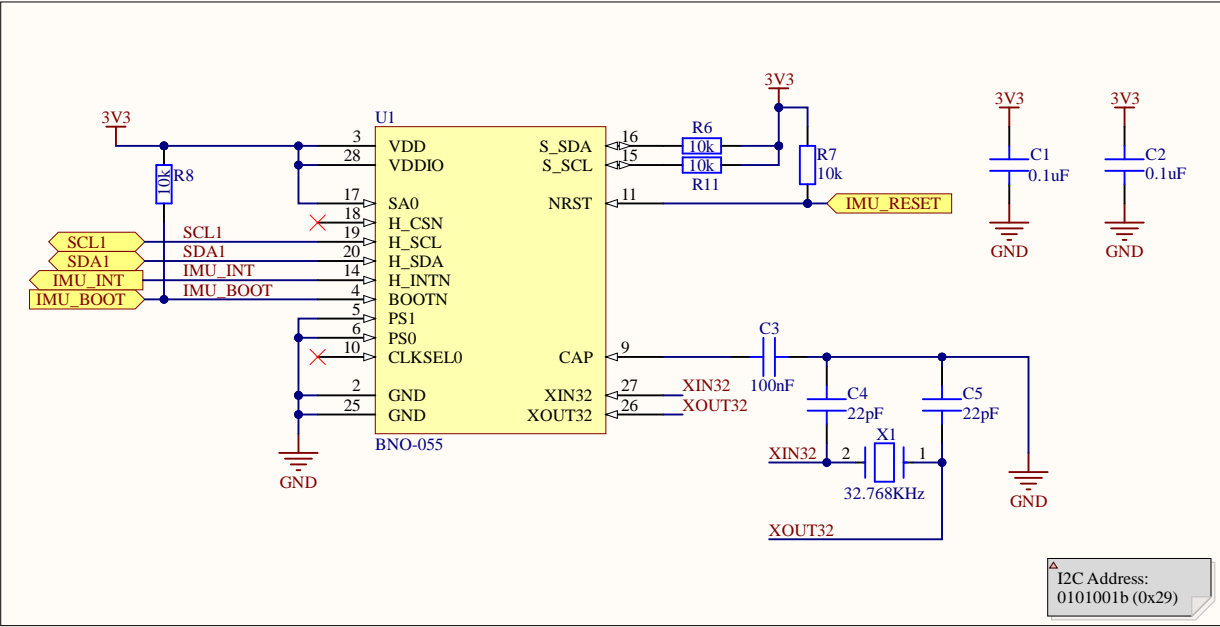 3V3
R8
10k
SCL1
SDA1
IMU_INT
IMU_BOOT
SCL1
SDA1
IMU_INT
IMU_BOOT
GND
U1
3 VDD
28 VDDIO
17 SA0
18 H_CSN
19 H_SCL
20 H_SDA
14 H_INTN
4 BOOTN
5 PS1
6 PS0
10 CLKSEL0
2 GND
25 GND
S_SDA 16
S_SCL 15
NRST 11
CAP 9
XIN32 27 XIN32
XOUT32 26 XOUT32
BNO-055
3V3
R6
10k
10k
R11
R7
10k
IMU_RESET
3V3
C1
0.1uF
GND
3V3
C2
0.1uF
GND
C3
100nF
C4
22pF
C5
22pF
X1
XIN32 2 1
32.768KHz
XOUT32
GND
I2C Address:
0101001b (0x29)